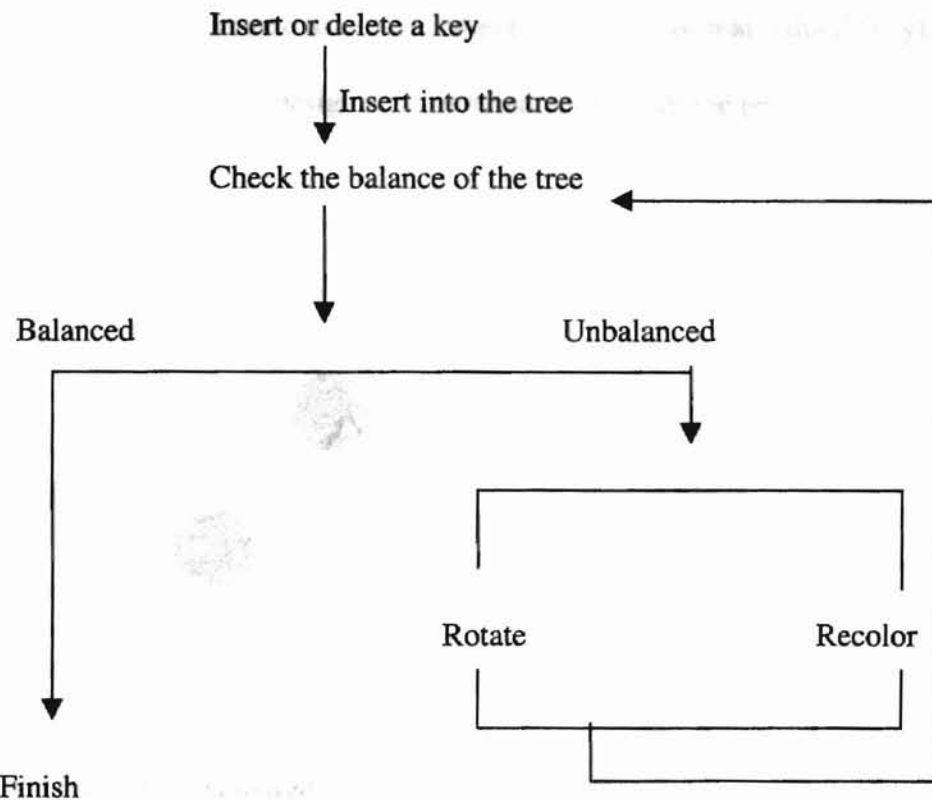 Insert or delete a key
Insert into the tree
Check the balance of the tree
Balanced
Unbalanced
Rotate
Recolor
Finish